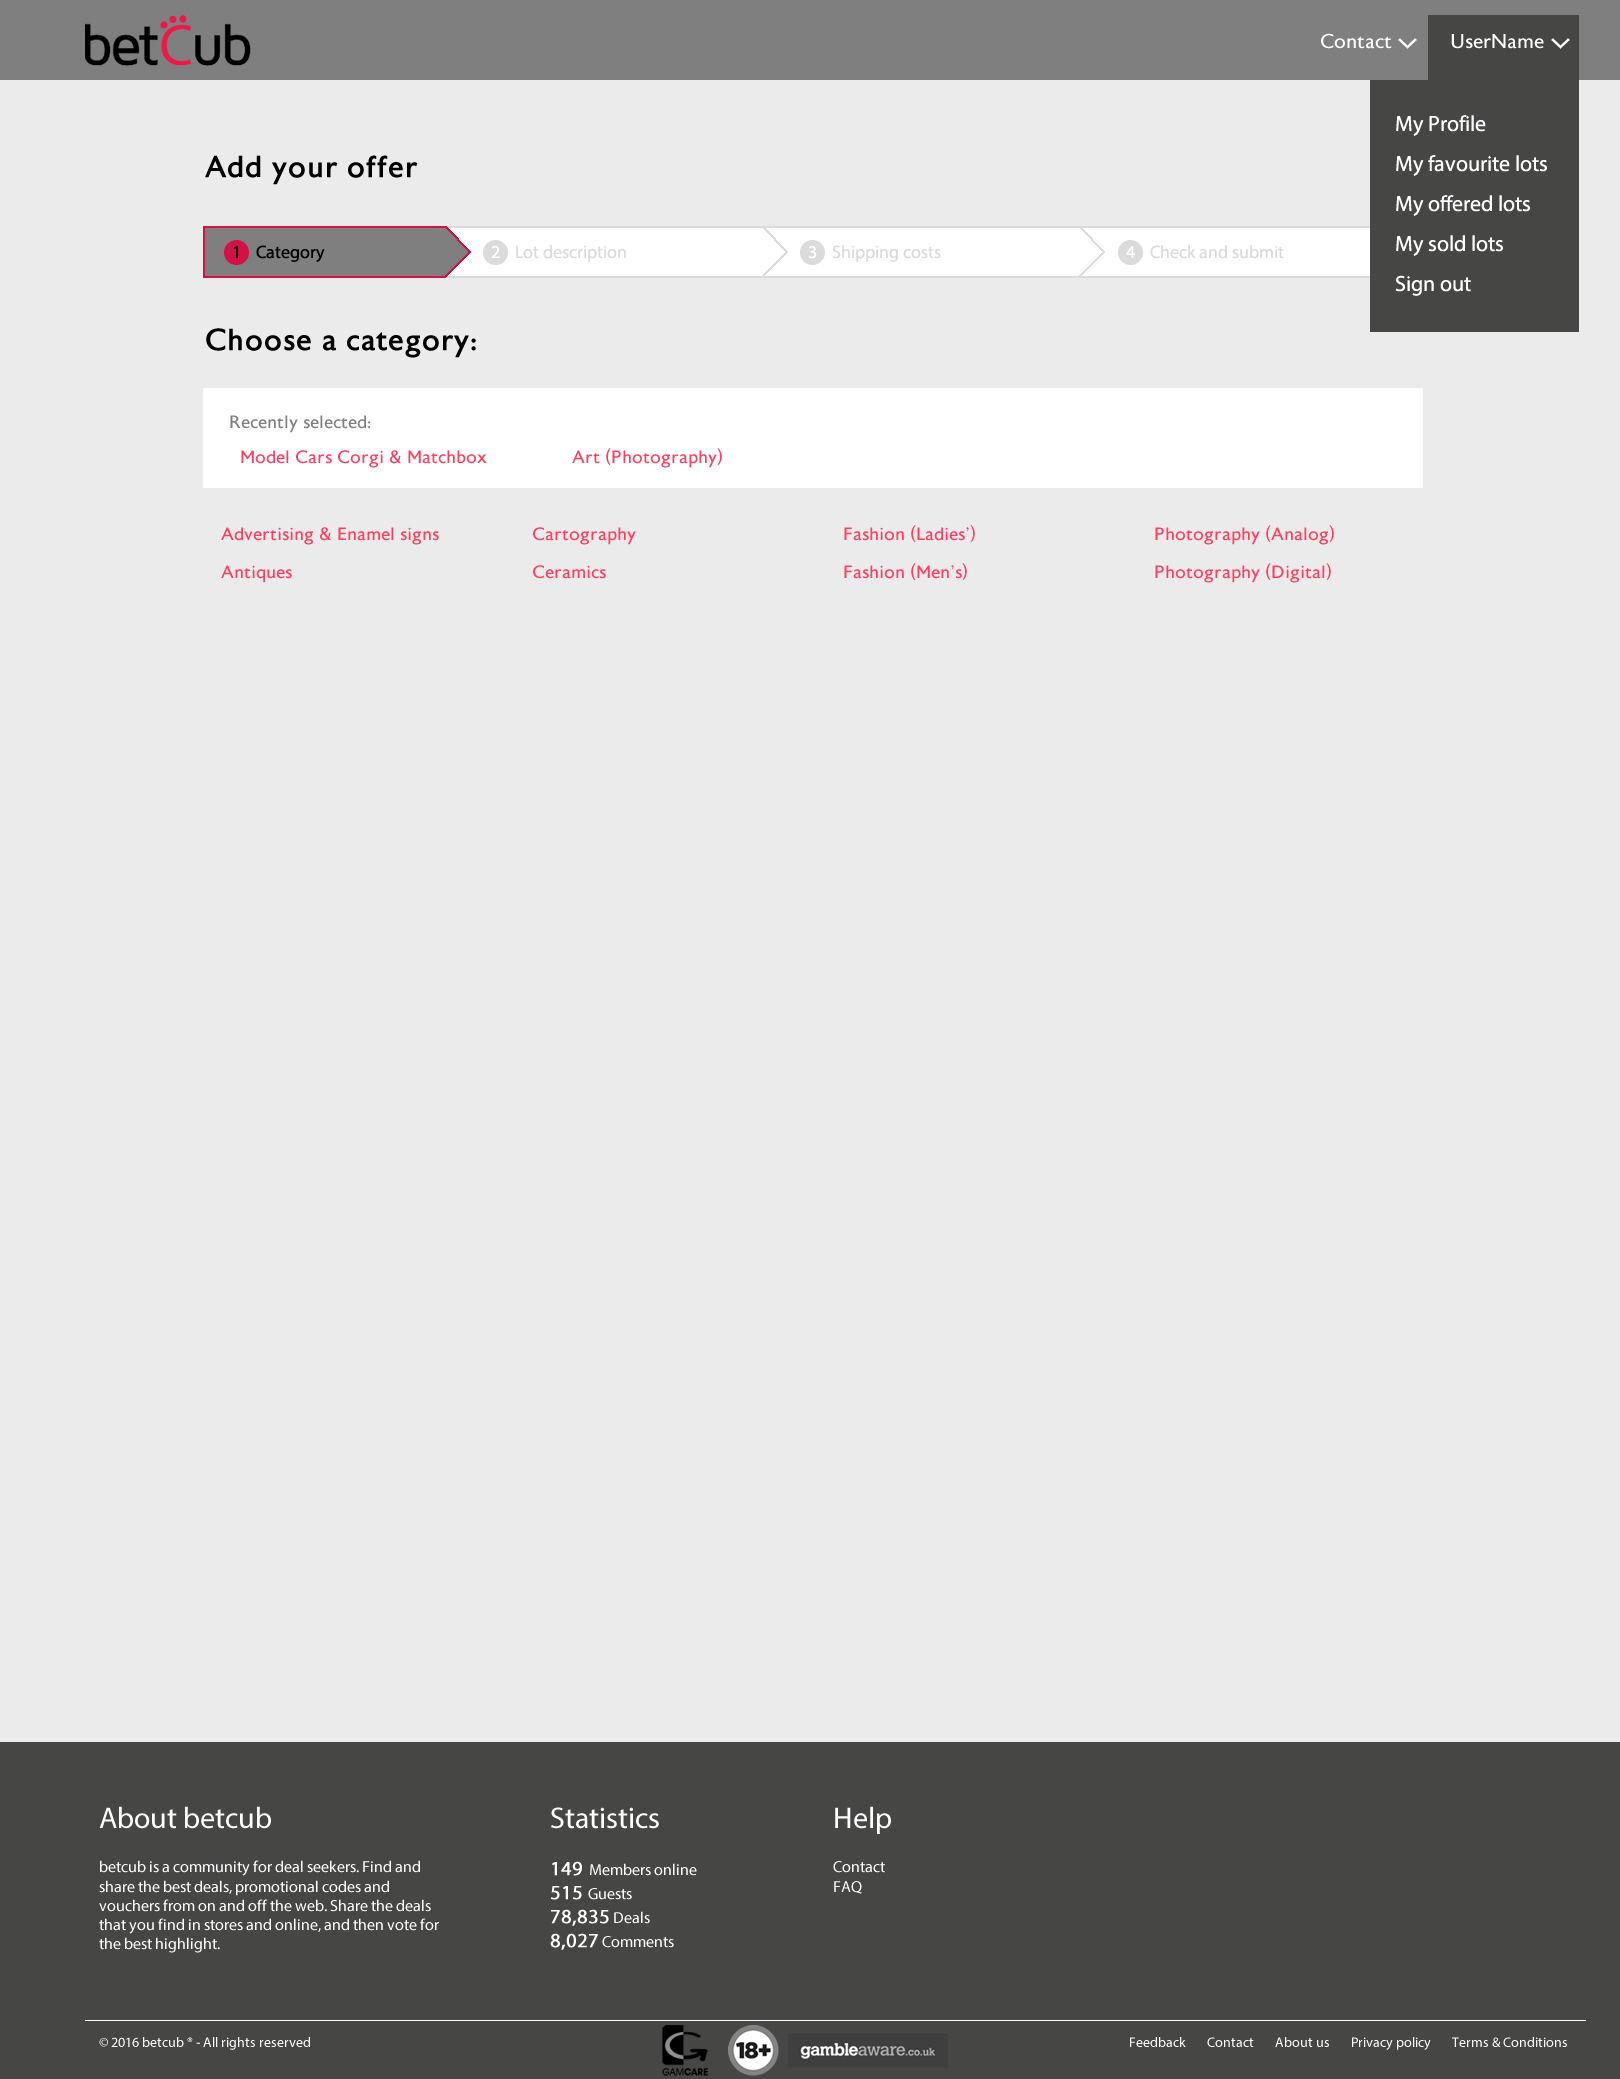 betCub
Contact
UserName
My Profile
My favourite lots
My offered lots
My sold lots
Sign out
Add your offer
1 Category
2 Lot description
3 Shipping costs
4 Check and submit
Choose a category:
Recently selected:
Model Cars Corgi & Matchbox
Art (Photography)
Advertising & Enamel signs
Cartography
Fashion (Ladies’)
Photography (Analog)
Antiques
Ceramics
Fashion (Men’s)
Photography (Digital)
About betcub
betcub is a community for deal seekers. Find and
share the best deals, promotional codes and
vouchers from on and off the web. Share the deals
that you find in stores and online, and then vote for
the best highlight.
Statistics
149 Members online
515 Guests
78,835 Deals
8,027 Comments
Help
Contact
FAQ
© 2016 betcub ® - All rights reserved
GAMCARE
18+
gambleaware.co.uk
Feedback
Contact
About us
Privacy policy
Terms & Conditions